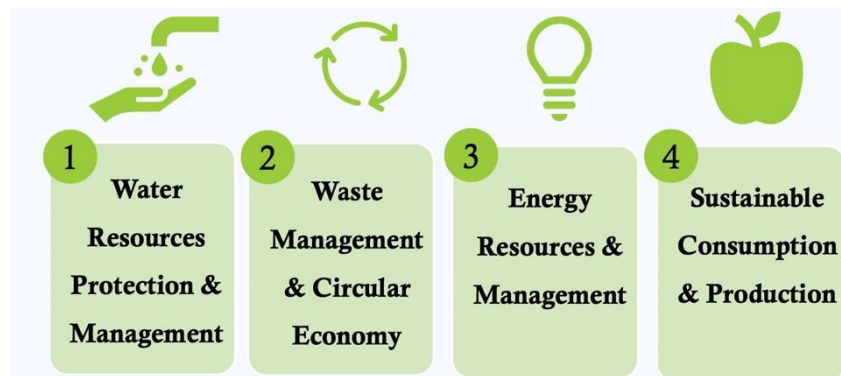 1
Water
Resources
Protection &
Management
2
Waste
Management
& Circular
Economy
3
Energy
Resources &
Management
4
Sustainable
Consumption
& Production